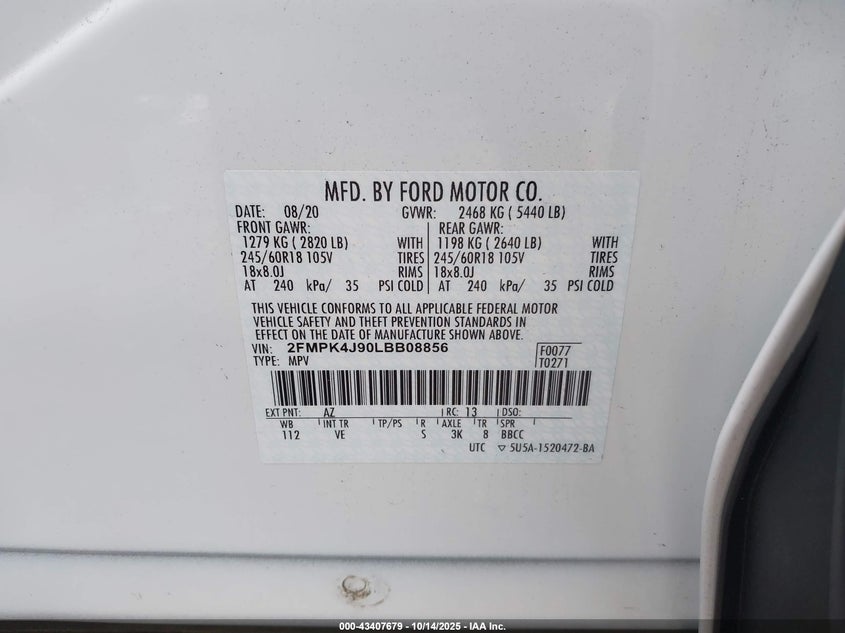 MFD. BY FORD MOTOR CO.
DATE: 08/20 GVWR: 2468 KG ( 5440 LB)
FRONT GAWR: REAR GAWR:
1279 KG ( 2820 LB) WITH 1198 KG ( 2640 LB) WITH
245/60R18 105V TIRES 245/60R18 105V TIRES
18x8.0J RIMS 18x8.0J RIMS
AT 240 kPa/ 35 PSI COLD AT 240 kPa/ 35 PSI COLD
THIS VEHICLE CONFORMS TO ALL APPLICABLE FEDERAL MOTOR
VEHICLE SAFETY AND THEFT PREVENTION STANDARDS IN
EFFECT ON THE DATE OF MANUFACTURE SHOWN ABOVE.
VIN: 2FMPK4J90LBB08856 F0077
TYPE: MPV T0271
EXT PNT: AZ RC: 13 DSO:
WB INT TR TP/PS R AXLE TR SPR
112 VE S 3K 8 BBCC
UTC ▽ 5U5A-1520472-BA
000-43407679 | 10/14/2025 - IAA Inc.